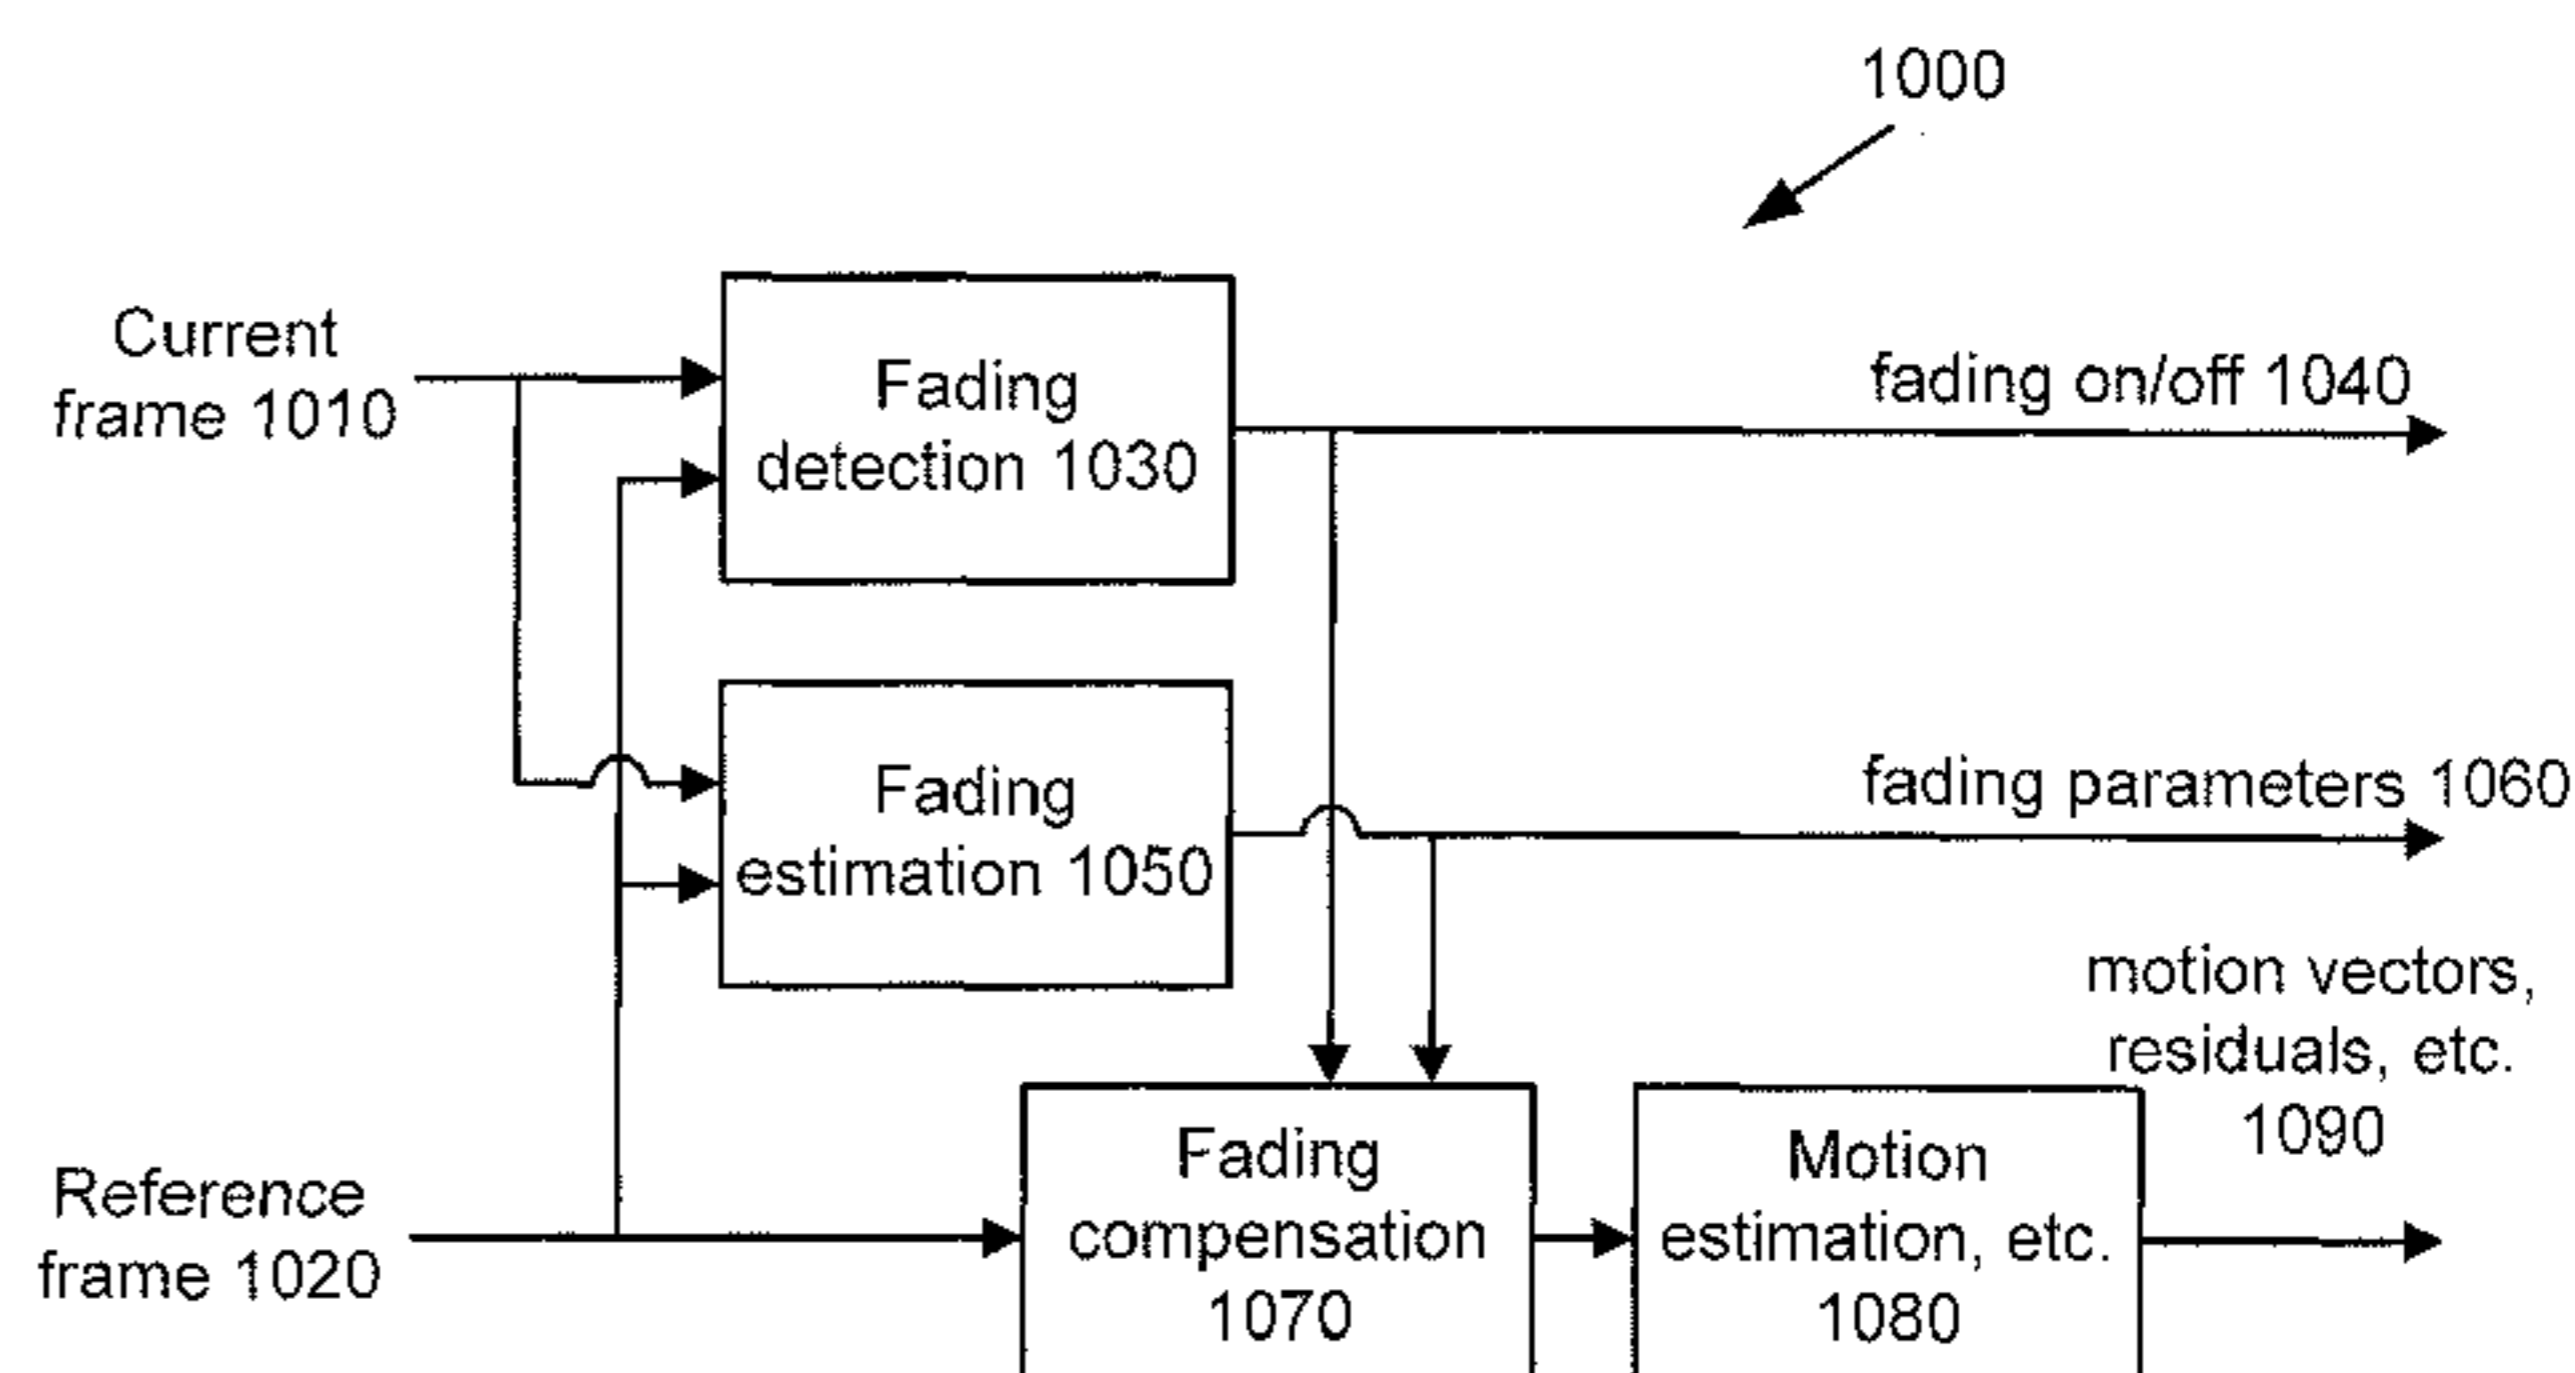 1000
Current
frame 1010
Fading
detection 1030
fading on/off 1040
Fading
estimation 1050
fading parameters 1060
motion vectors,
residuals, etc.
1090
Reference
frame 1020
Fading
compensation
1070
Motion
estimation, etc.
1080